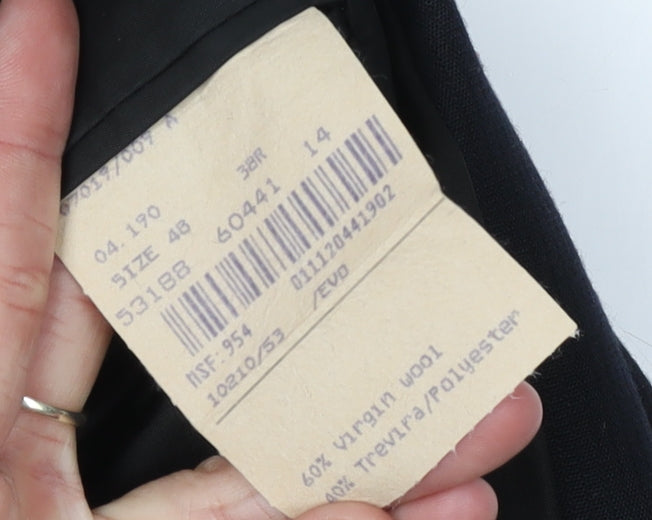 04.190 38R 14
SIZE 48
53188 60441
011120441902
MSF: 954 /EVO
10210/53
60% Virgin wool
40% Trevira/Polyester